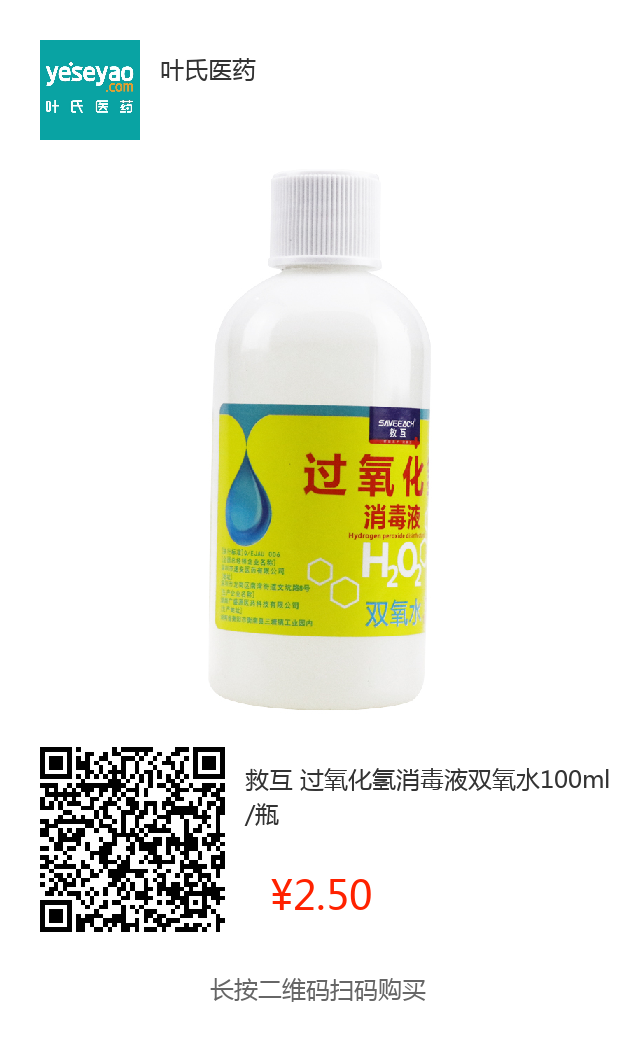 yeseyao
.com
叶氏医药
叶氏医药
SAVEEACH
救互
过氧化
消毒液
Hydrogen peroxide
H2O2
双氧水
救互 过氧化氢消毒液双氧水100ml
/瓶
¥2.50
长按二维码扫码购买